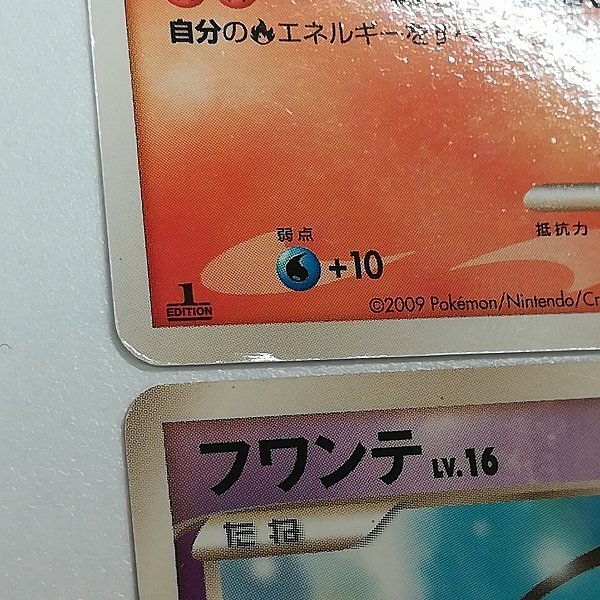 自分の エネルギーをす
弱点
+10
抵抗力
1
EDITION
©2009 Pokémon/Nintendo/Cr
フワンテ LV.16
たね